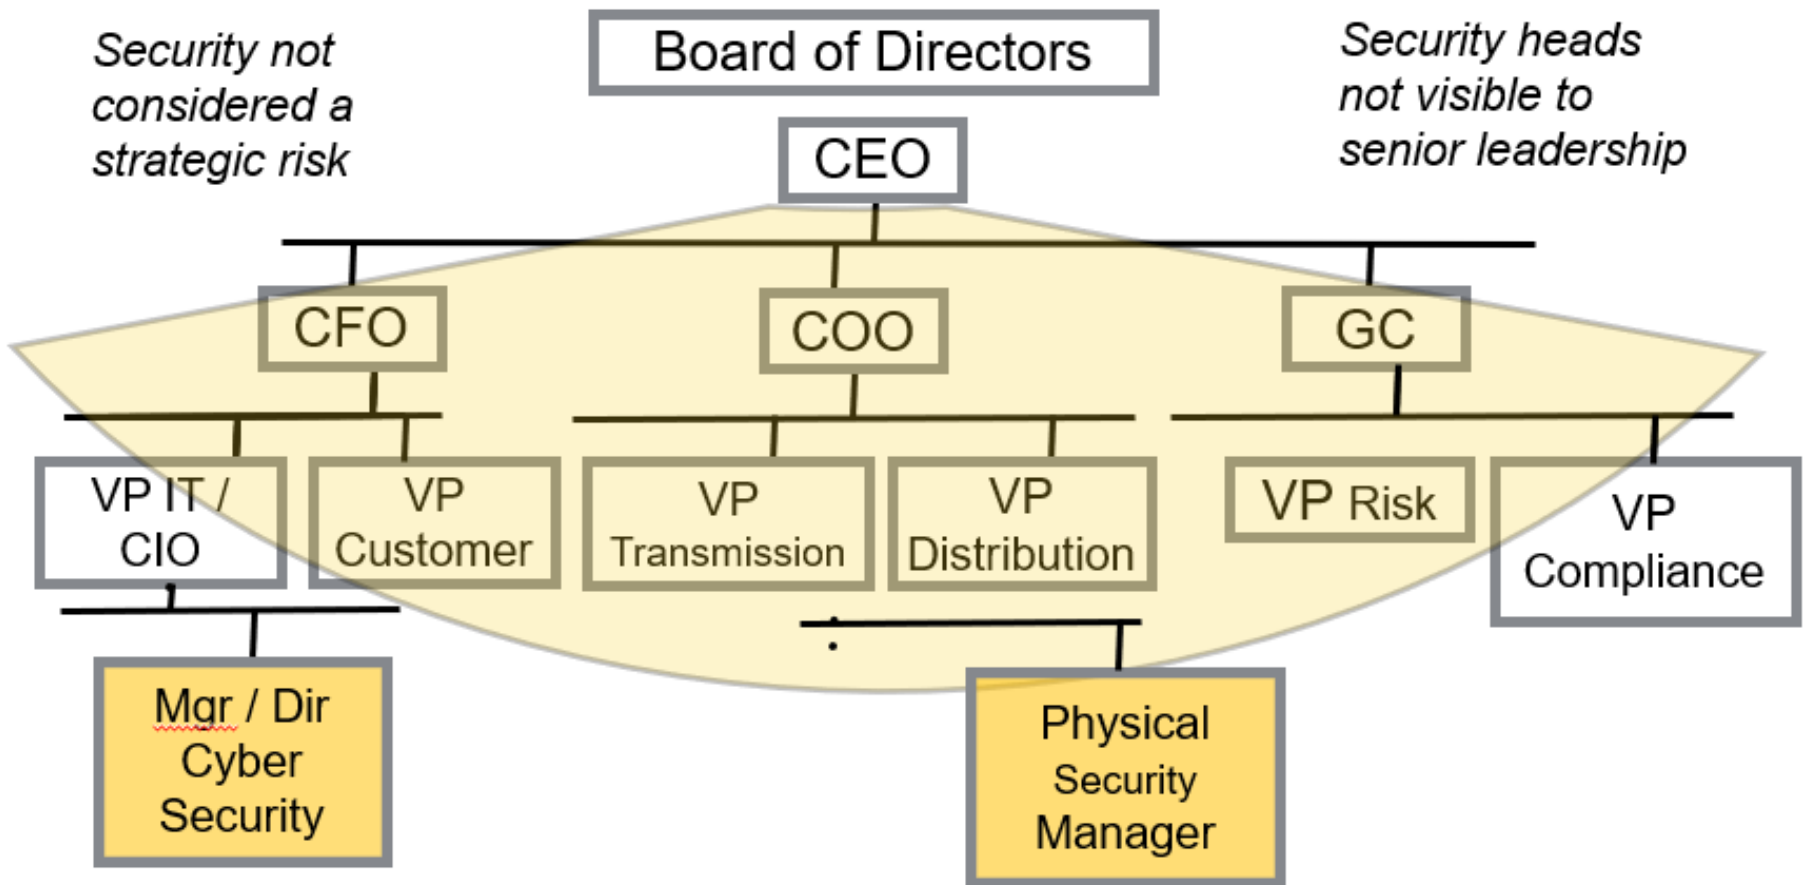 Security not
considered a
strategic risk
Board of Directors
Security heads
not visible to
senior leadership
CEO
CFO
COO
GC
VP IT /
CIO
VP
Customer
VP
Transmission
VP
Distribution
VP Risk
VP
Compliance
Mgr / Dir
Cyber
Security
Physical
Security
Manager